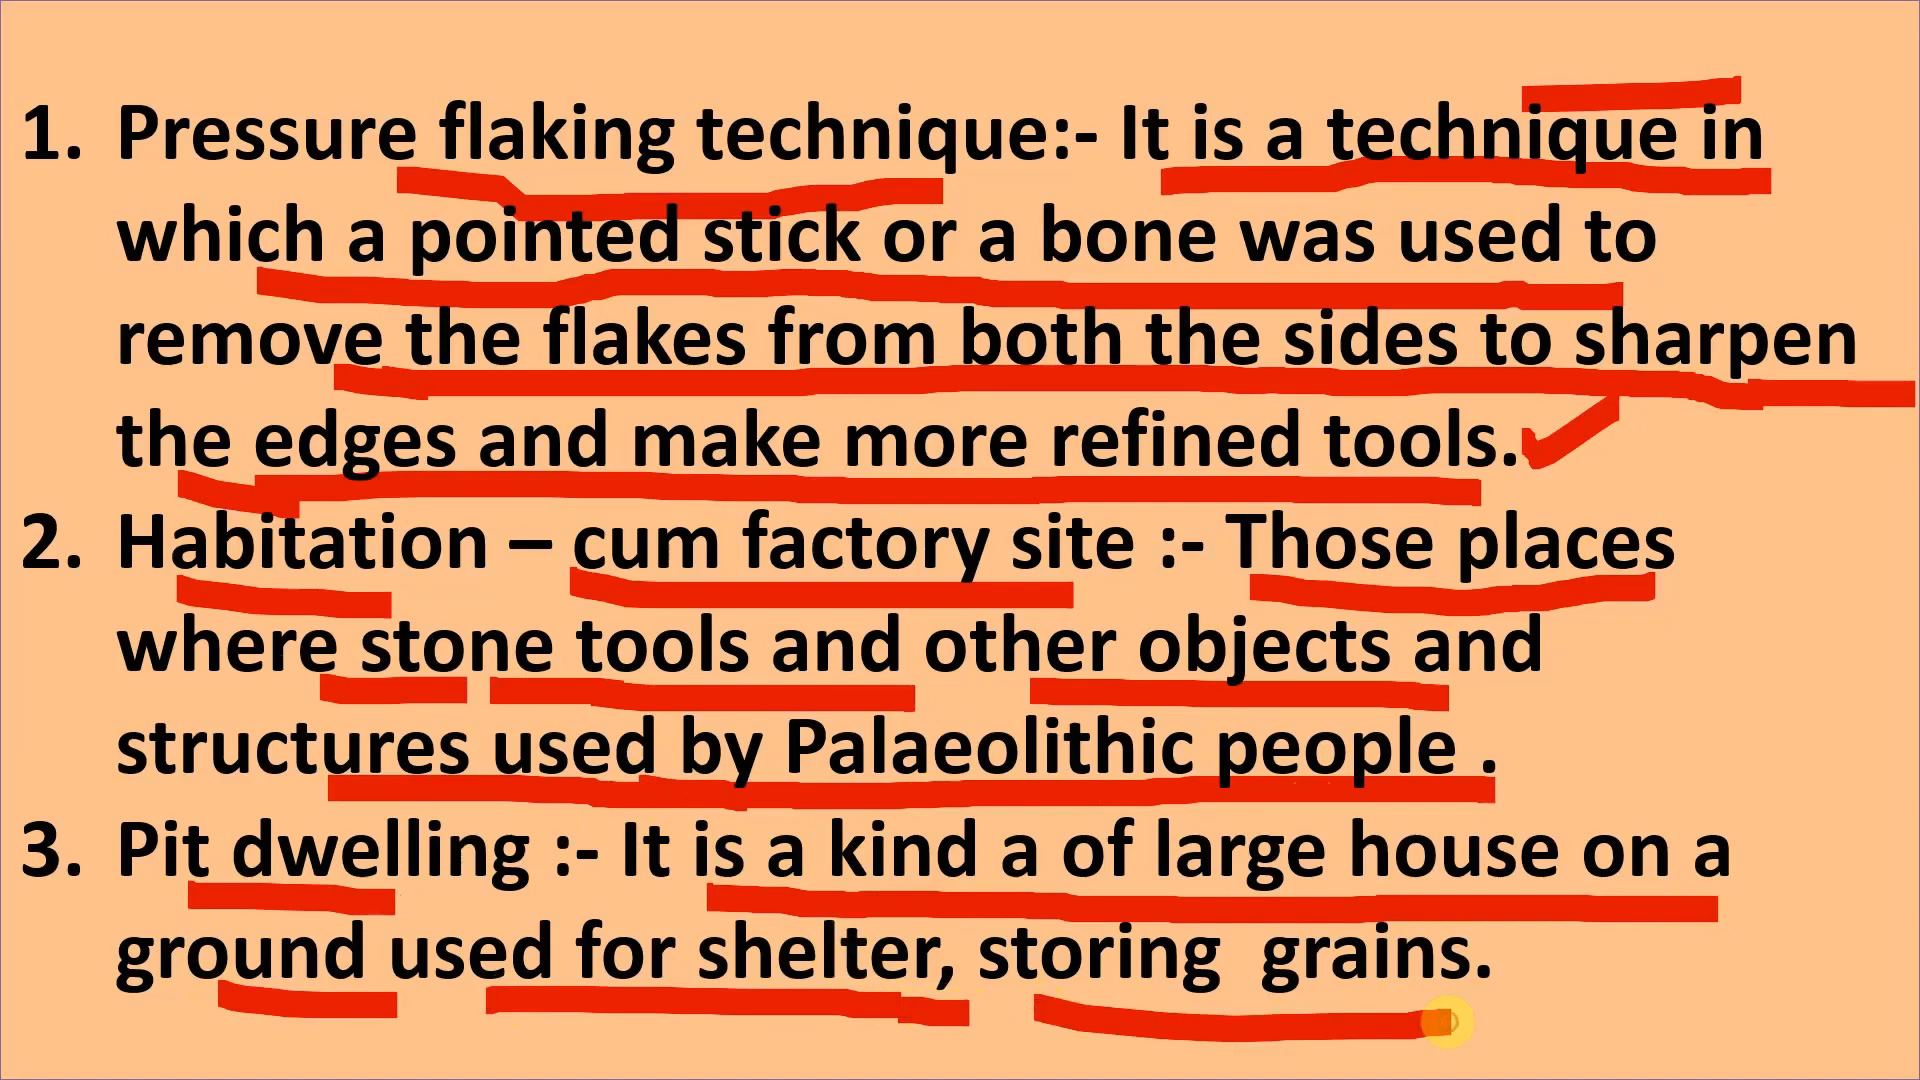 1. Pressure flaking technique:- It is a technique in
which a pointed stick or a bone was used to
remove the flakes from both the sides to sharpen
the edges and make more refined tools.
2. Habitation – cum factory site :- Those places
where stone tools and other objects and
structures used by Palaeolithic people .
3. Pit dwelling :- It is a kind a of large house on a
ground used for shelter, storing  grains.